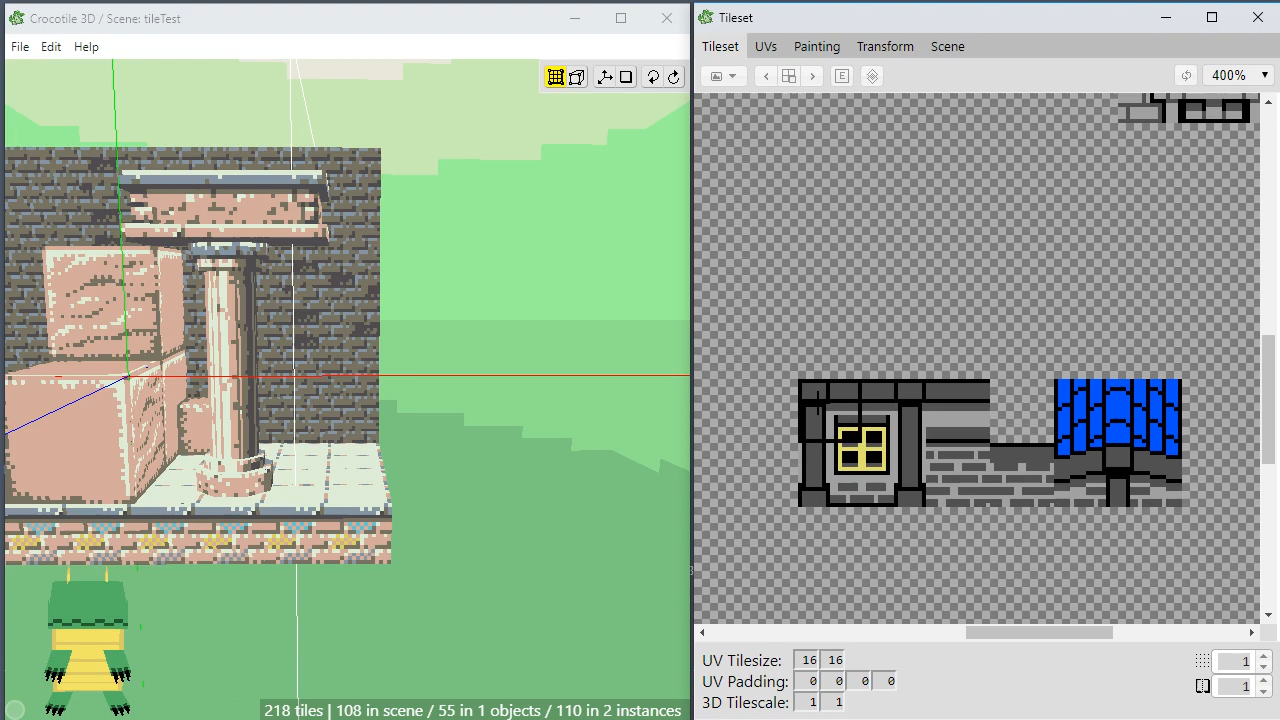 Crocotile 3D / Scene: tileTest
File Edit Help
218 tiles | 108 in scene / 55 in 1 objects / 110 in 2 instances
Tileset
Tileset UVs Painting Transform Scene
E 400%
UV Tilesize: 16 16
UV Padding: 0 0 0 0
3D Tilescale: 1 1
1
1